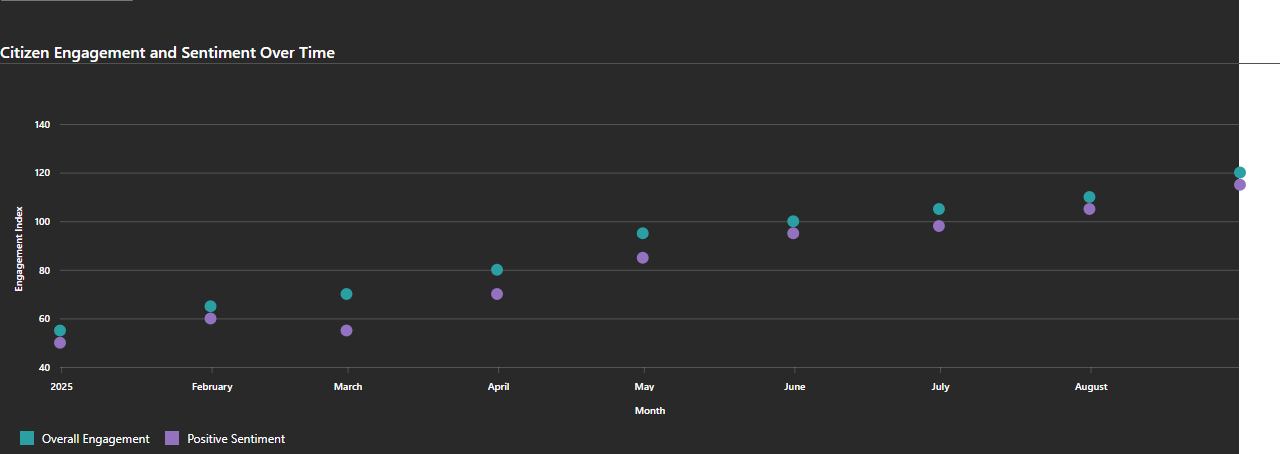 Citizen Engagement and Sentiment Over Time
140
120
100
80
60
40
Engagement Index
2025 February March April May June July August
Month
Overall Engagement Positive Sentiment